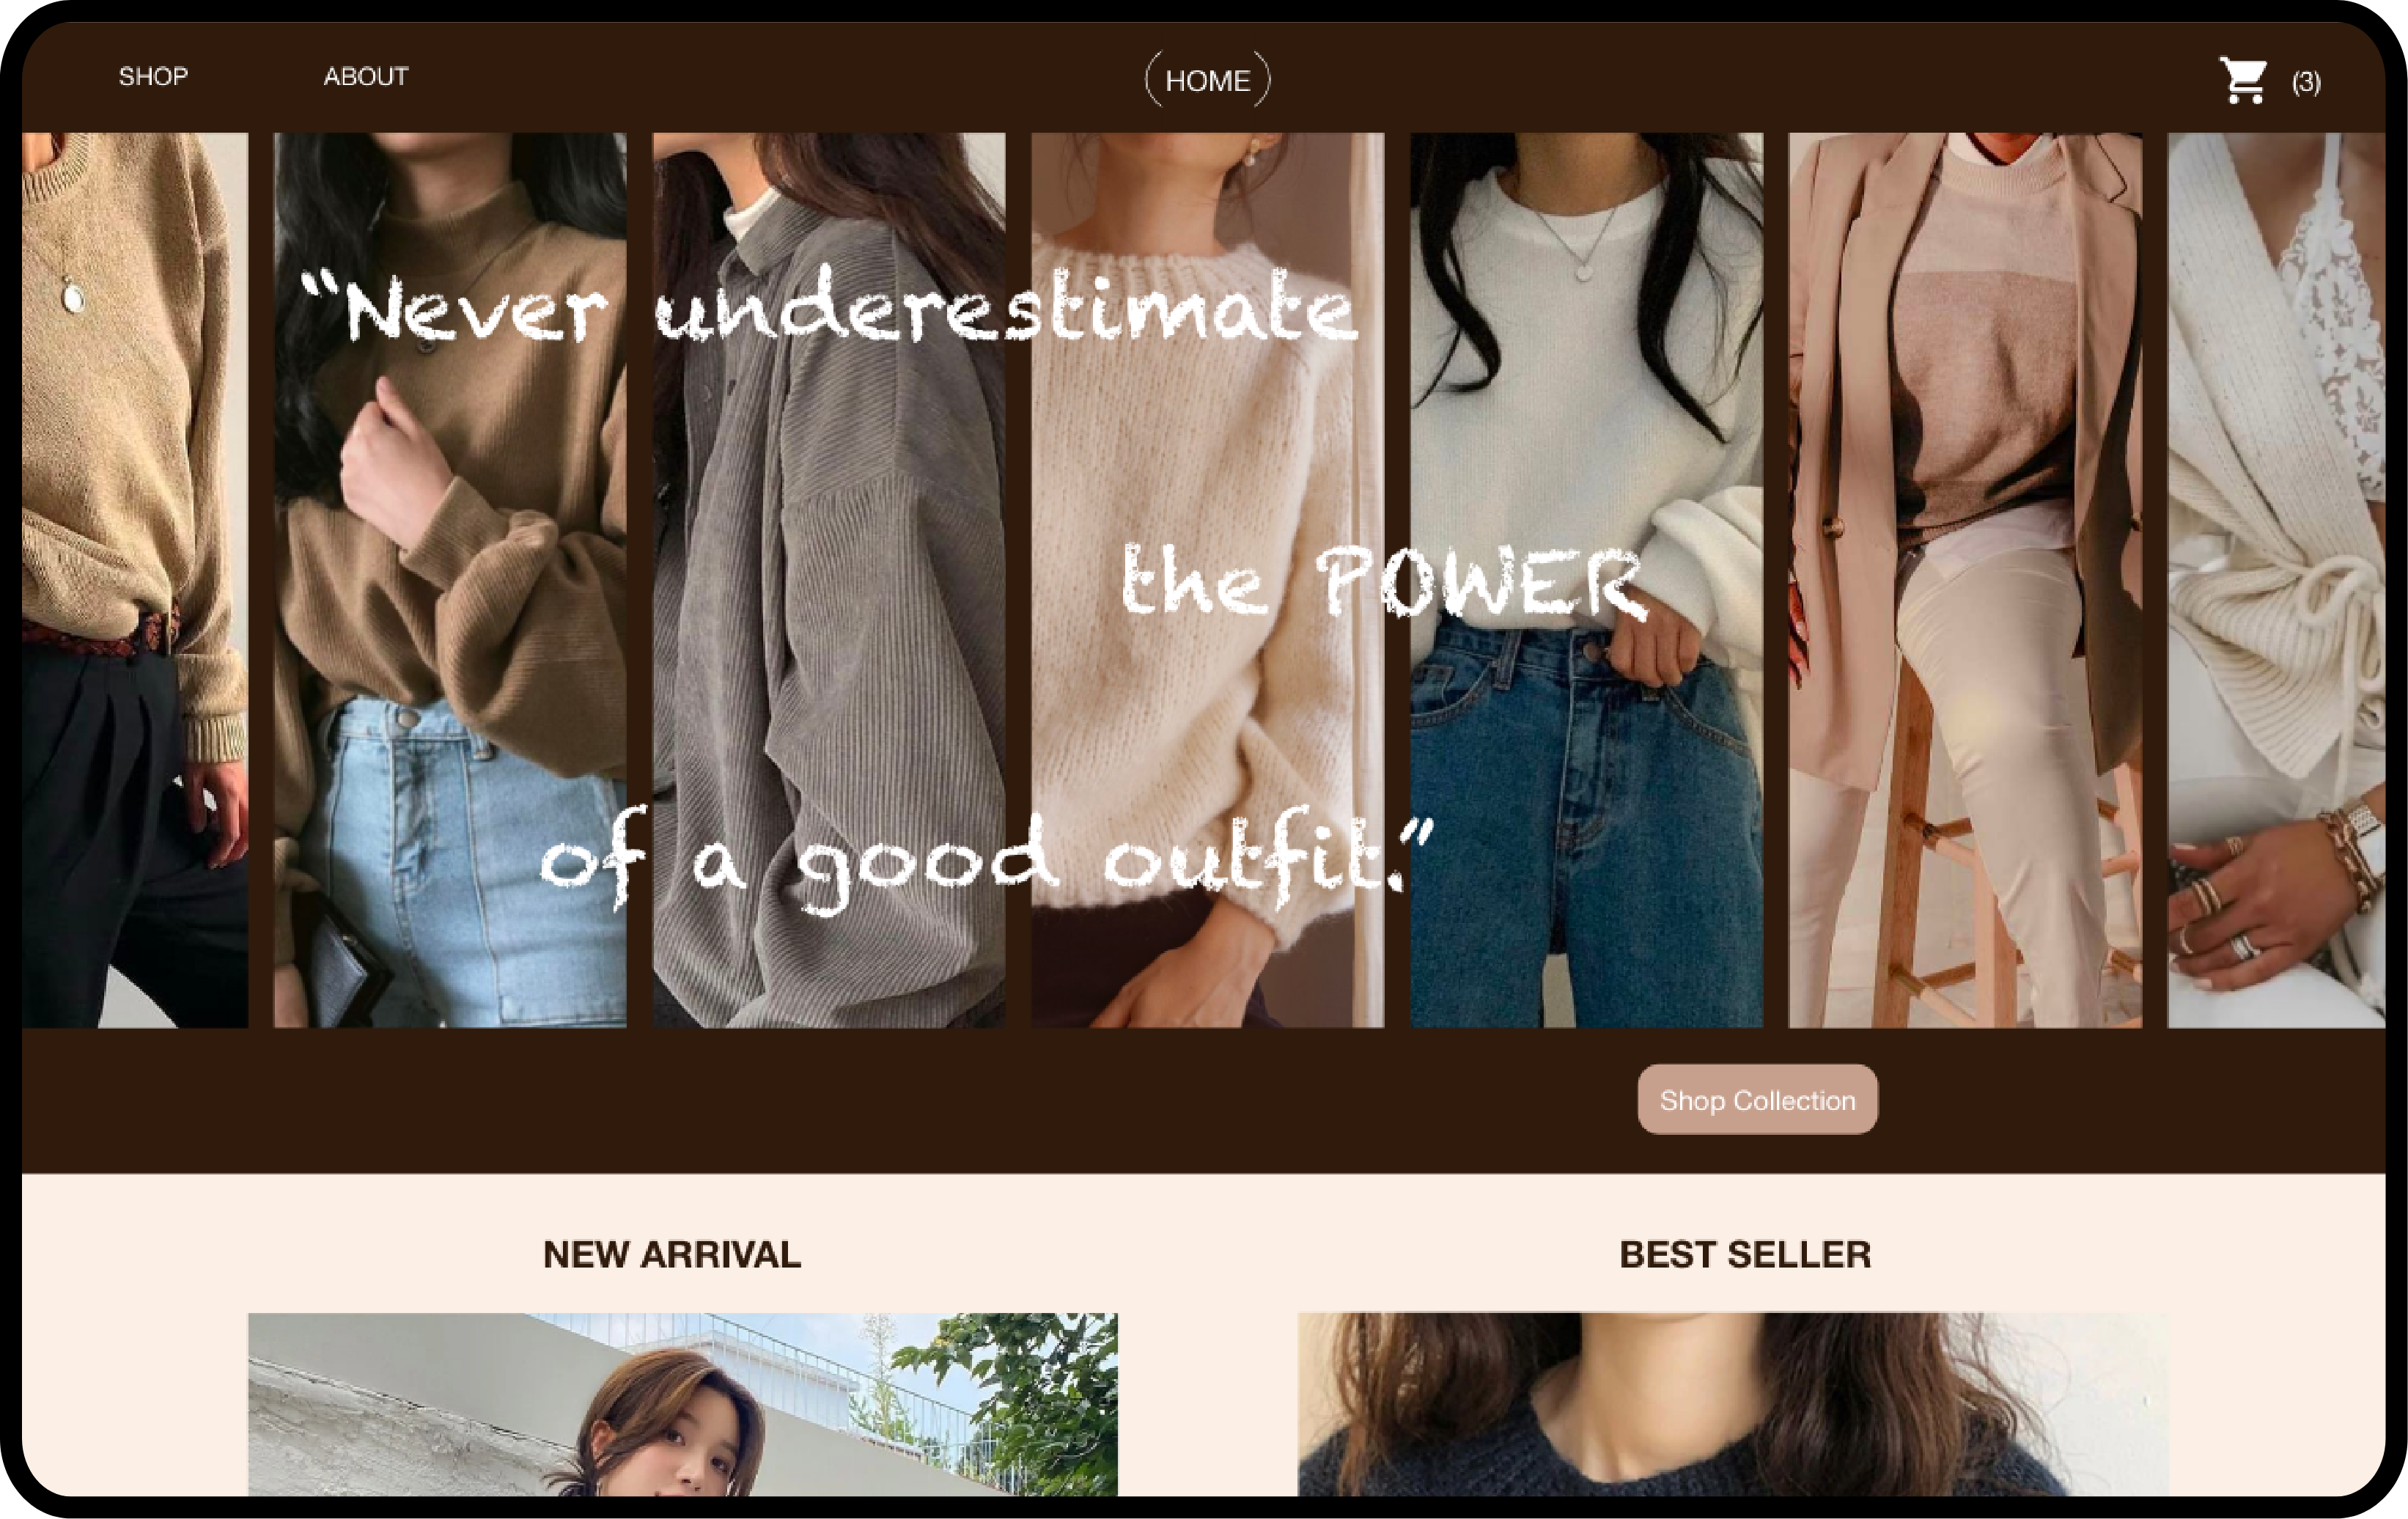 SHOP ABOUT (HOME) (3)
“Never underestimate
the POWER
of a good outfit.”
Shop Collection
NEW ARRIVAL BEST SELLER